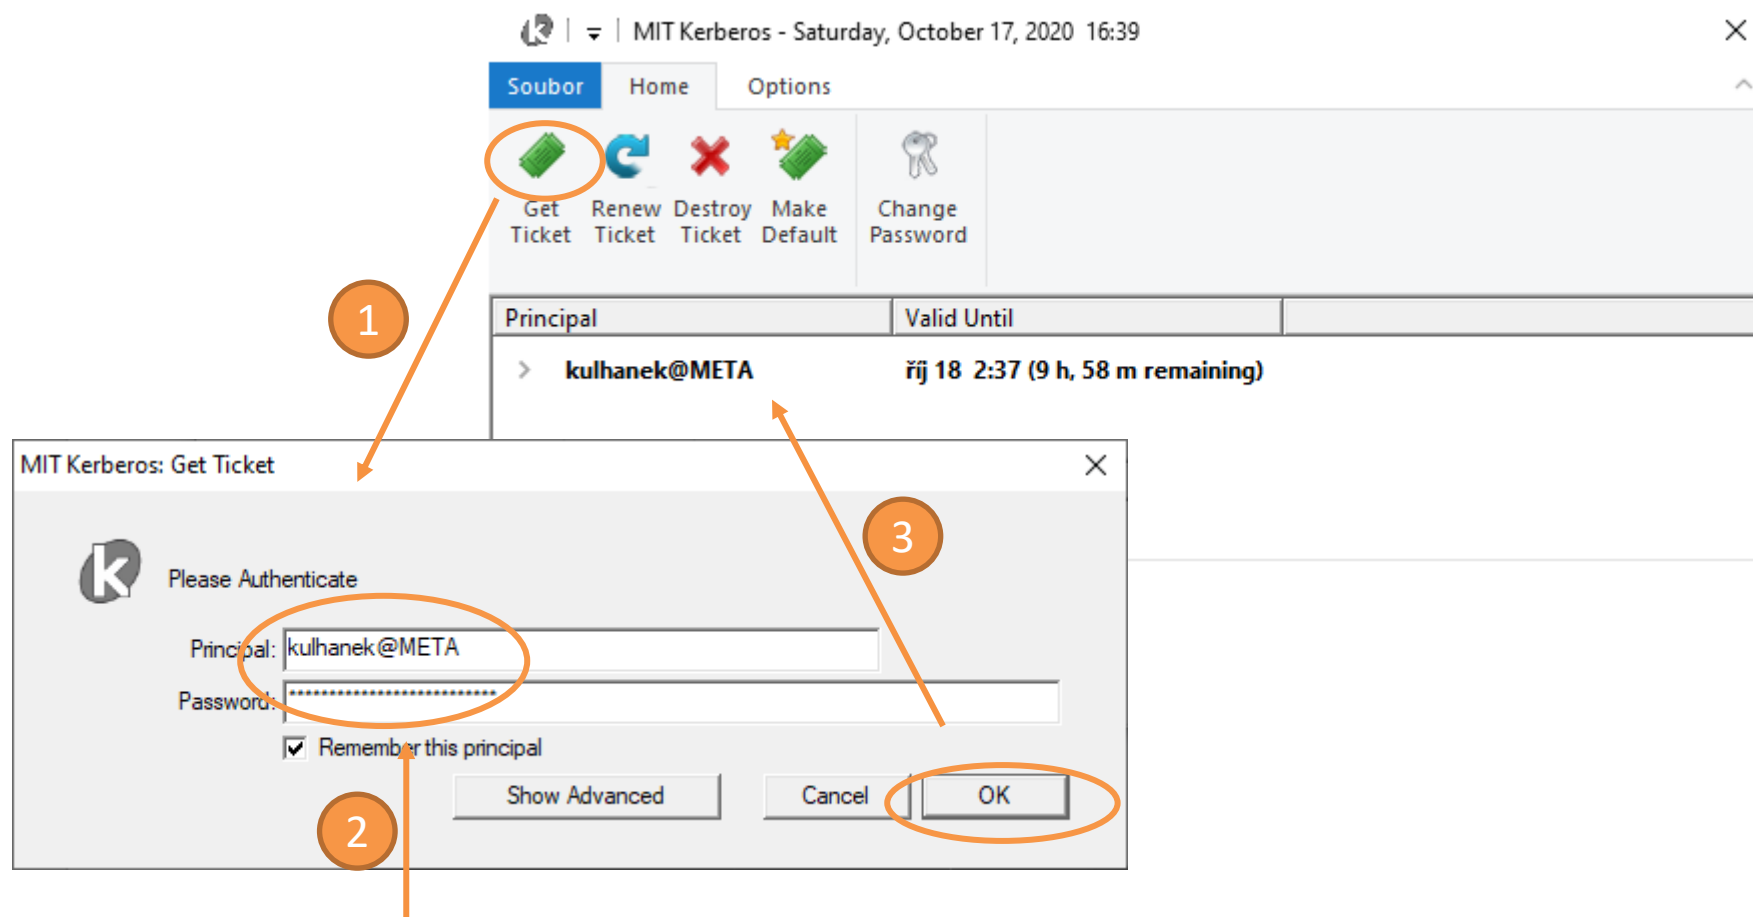 MIT Kerberos - Saturday, October 17, 2020 16:39
Soubor Home Options
Get Ticket
Renew Ticket
Destroy Ticket
Make Default
Change Password
Principal Valid Until
kulhanek@META říj 18 2:37 (9 h, 58 m remaining)
1
MIT Kerberos: Get Ticket
3
k
Please Authenticate
Principal: kulhanek@META
Password: **************************
Remember this principal
Show Advanced Cancel OK
2